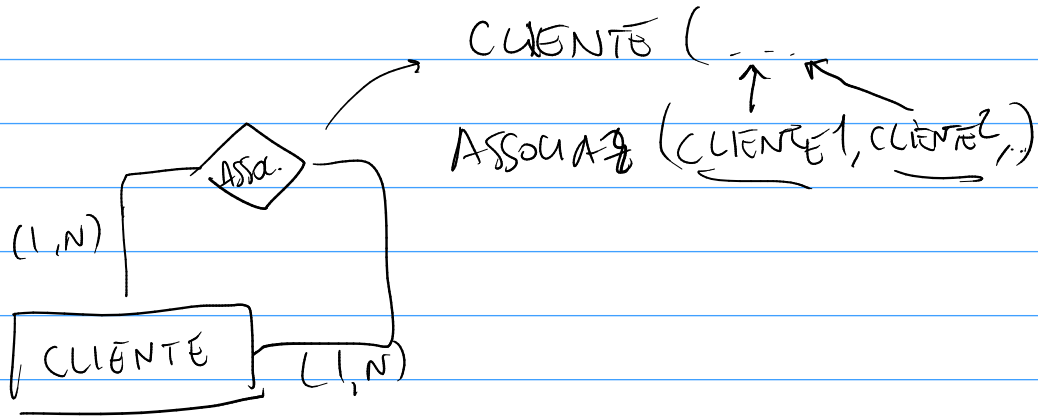 CLIENTE ( . . . .
ASSOCIAZ (CLIENTE1, CLIENTE2, ..)
ASSOC.
(1,N)
CLIENTE
(1,N)